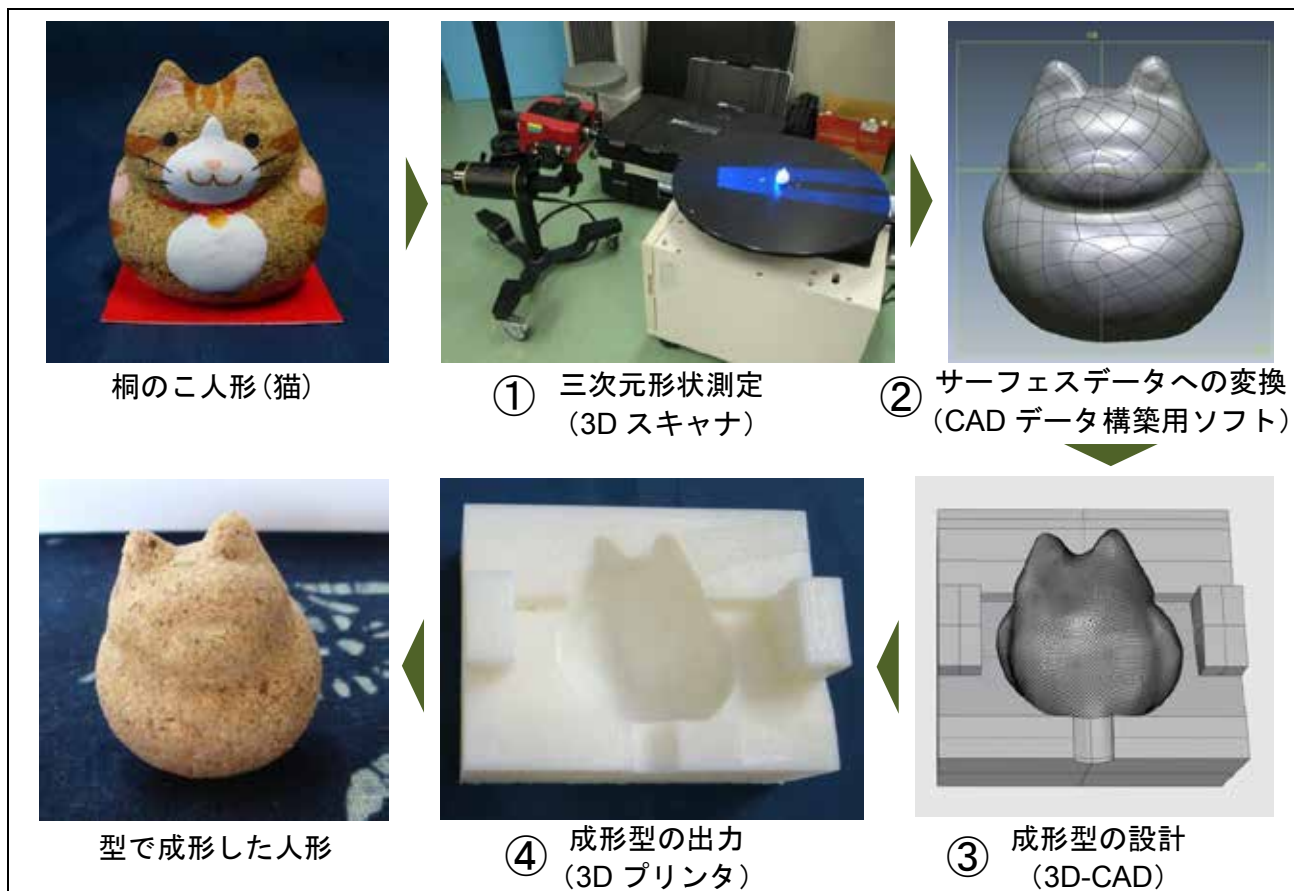 桐のこ人形(猫)
① 三次元形状測定
(3D スキャナ)
② サーフェスデータへの変換
(CAD データ構築用ソフト)
③ 成形型の設計
(3D-CAD)
④ 成形型の出力
(3D プリンタ)
型で成形した人形